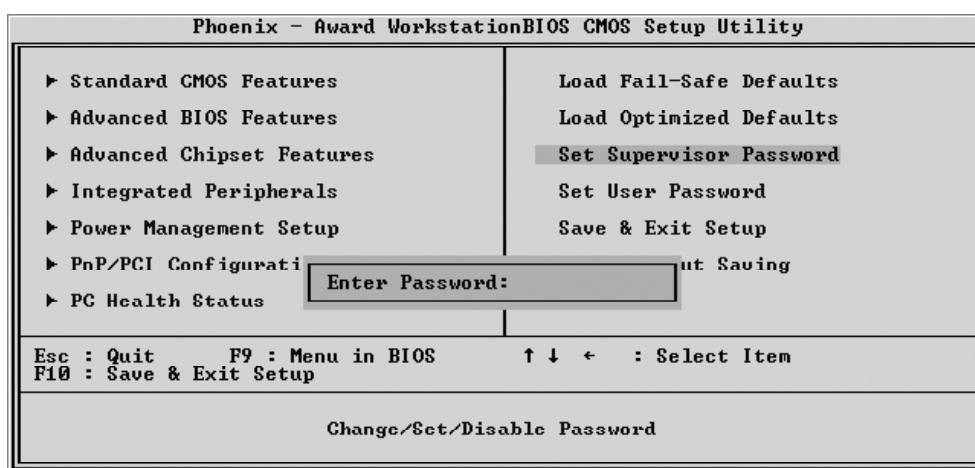 Phoenix - Award WorkstationBIOS CMOS Setup Utility
▶ Standard CMOS Features
▶ Advanced BIOS Features
▶ Advanced Chipset Features
▶ Integrated Peripherals
▶ Power Management Setup
▶ PnP/PCI Configurati
▶ PC Health Status
Load Fail-Safe Defaults
Load Optimized Defaults
Set Supervisor Password
Set User Password
Save & Exit Setup
ut Saving
Enter Password:
Esc : Quit F9 : Menu in BIOS ↑ ↓ ← : Select Item
F10 : Save & Exit Setup
Change/Set/Disable Password